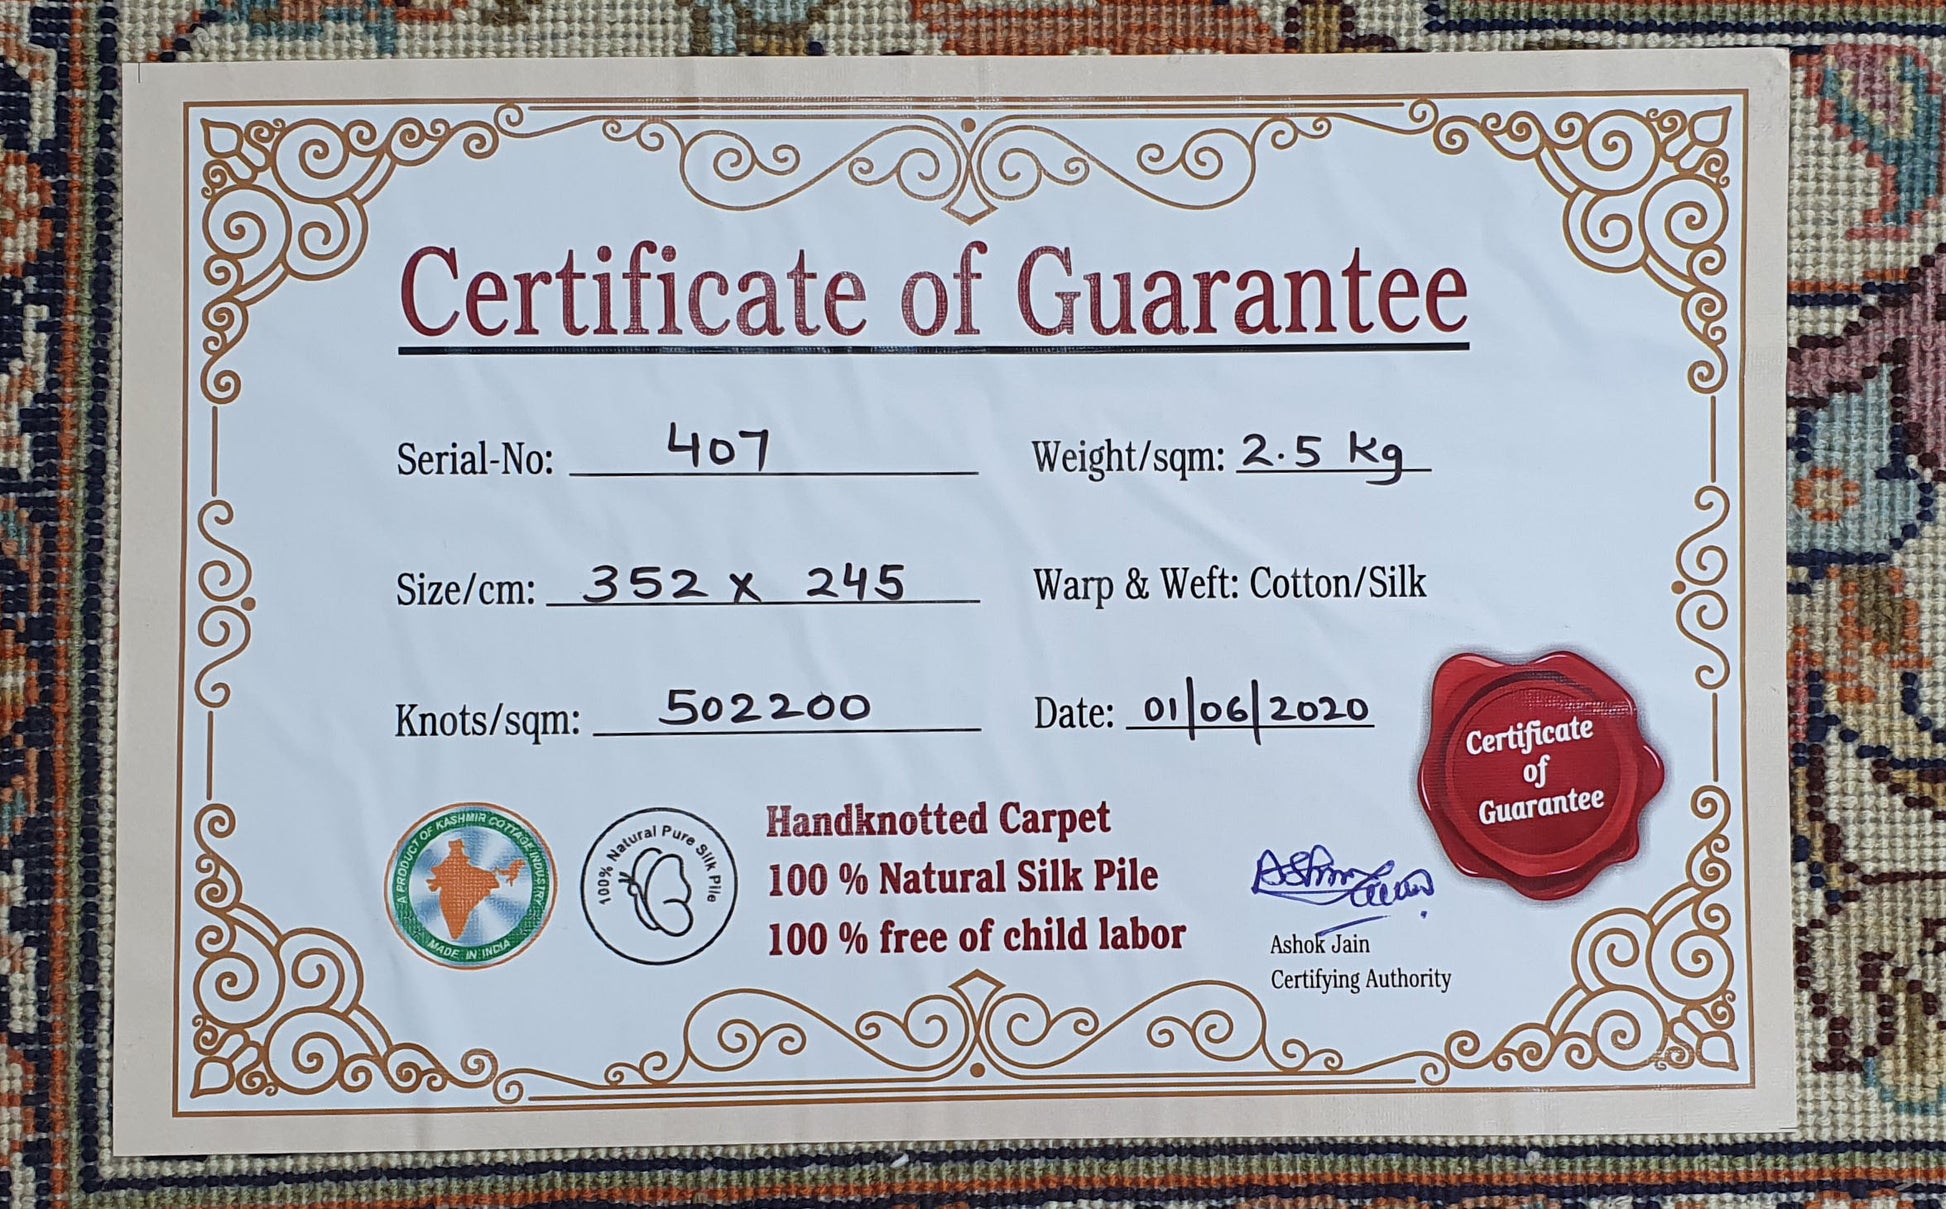 Certificate of Guarantee
Serial-No: 407
Weight/sqm: 2.5 kg
Size/cm: 352 x 245
Warp & Weft: Cotton/Silk
Knots/sqm: 502200
Date: 01/06/2020
Certificate
of
Guarantee
A PRODUCT OF KASHMIR COTTAGE INDUSTRY
MADE IN INDIA
100% Natural Pure Silk Pile
Handknotted Carpet
100 % Natural Silk Pile
100 % free of child labor
Ashok Jain
Certifying Authority